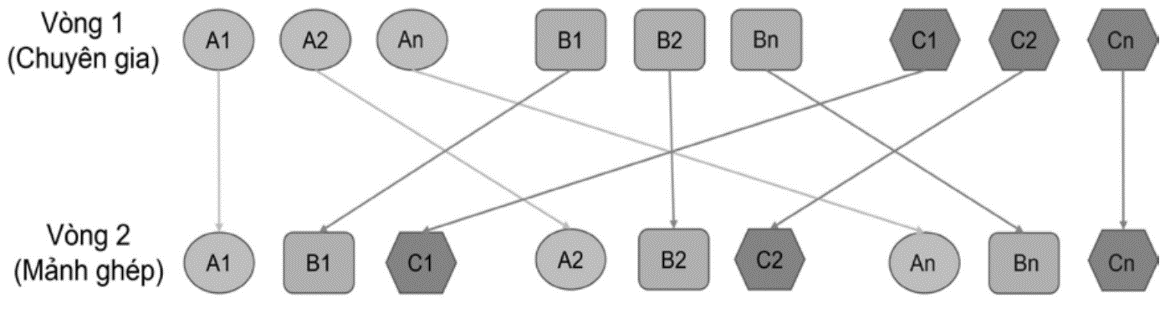 Vòng 1
(Chuyên gia)
A1 A2 An B1 B2 Bn C1 C2 Cn
Vòng 2
(Mảnh ghép)
A1 B1 C1 A2 B2 C2 An Bn Cn